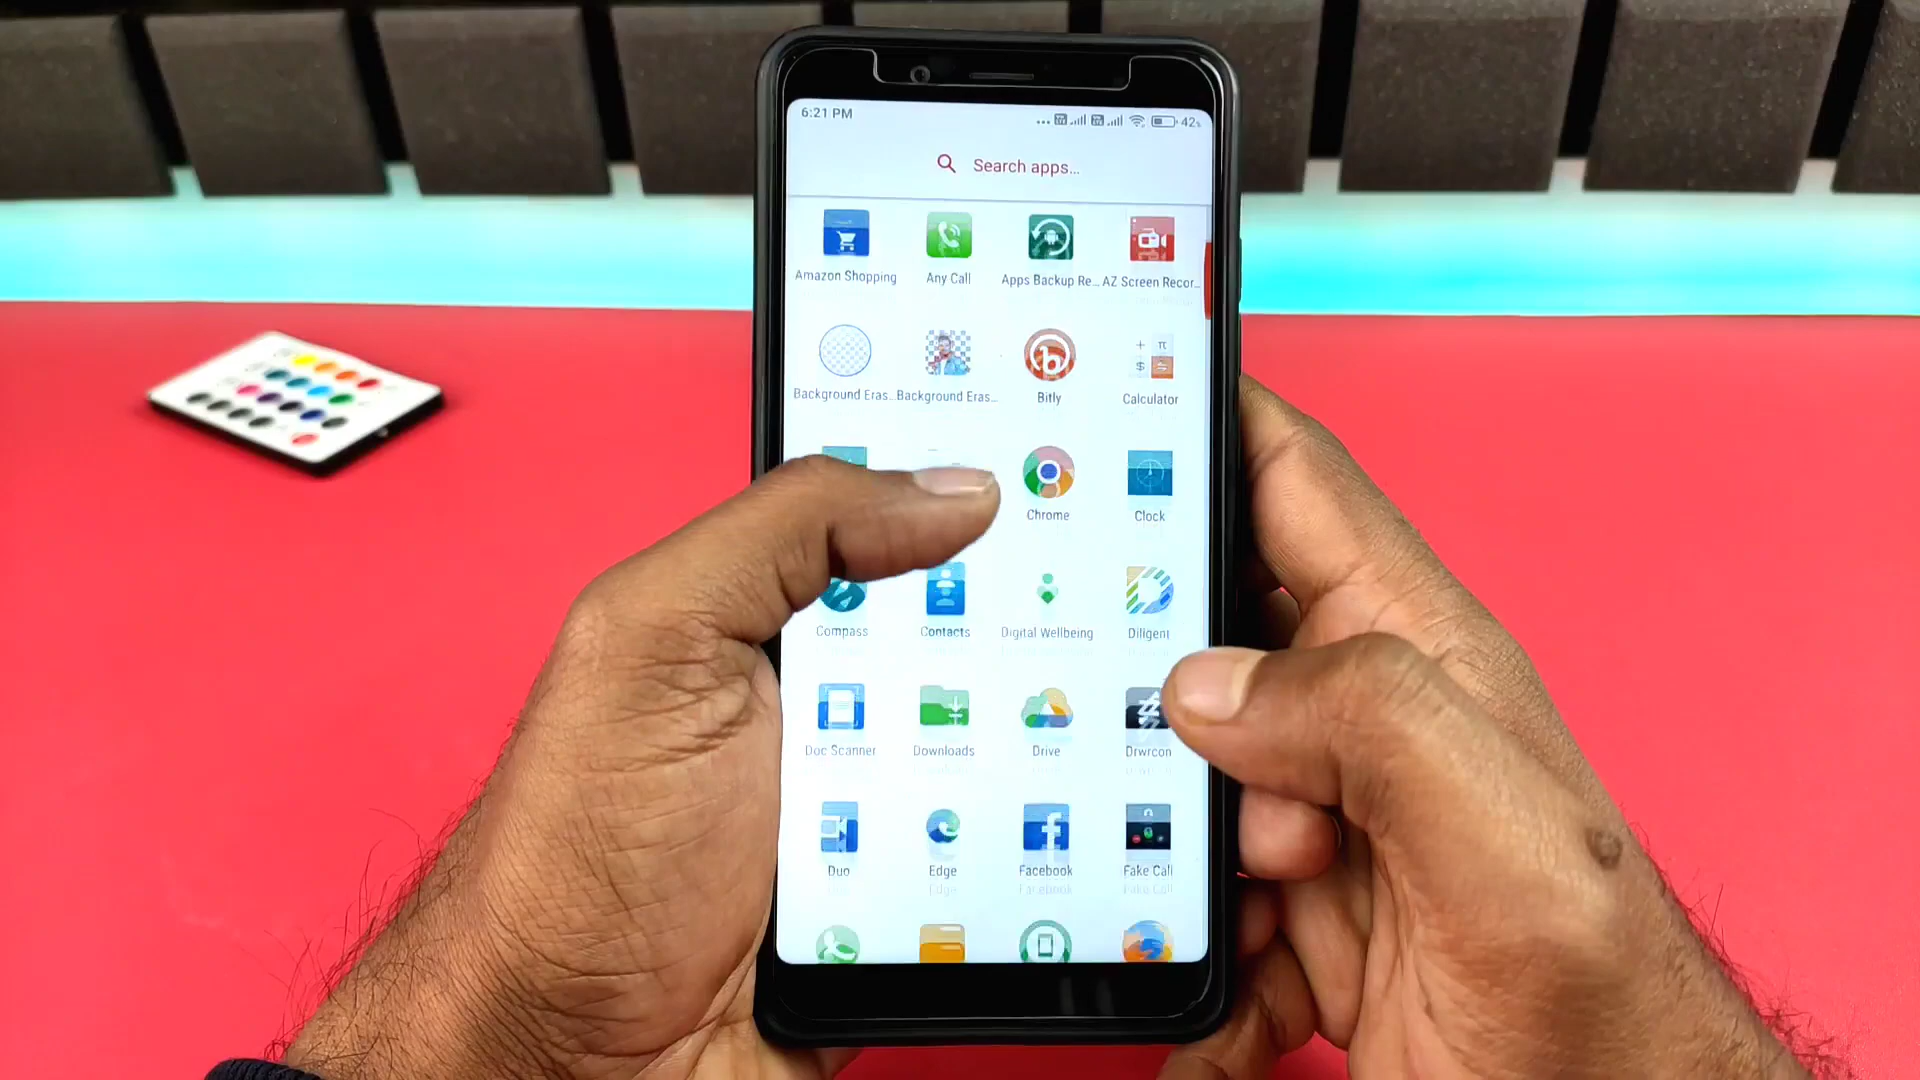 6:21 PM
42%
Search apps...
Amazon Shopping
Any Call
Apps Backup Re...
AZ Screen Recor...
Background Eras...
Background Eras...
Bitly
Calculator
Chrome
Clock
Compass
Contacts
Digital Wellbeing
Diligent
Doc Scanner
Downloads
Drive
Drwrcon
Duo
Edge
Facebook
Fake Call